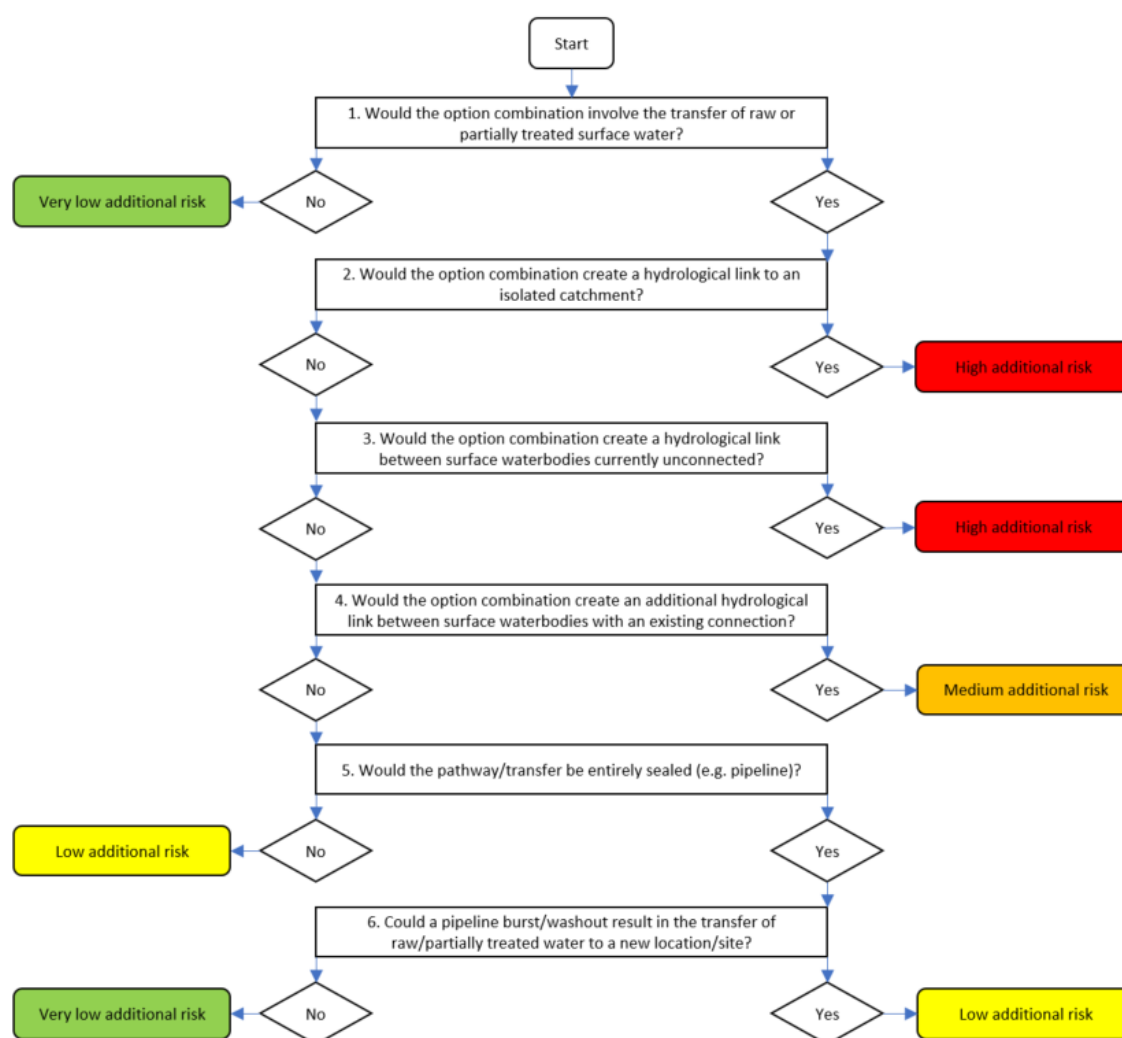 Start
1. Would the option combination involve the transfer of raw or
partially treated surface water?
Very low additional risk
No
Yes
2. Would the option combination create a hydrological link to an
isolated catchment?
No
Yes
High additional risk
3. Would the option combination create a hydrological link
between surface waterbodies currently unconnected?
No
Yes
High additional risk
4. Would the option combination create an additional hydrological
link between surface waterbodies with an existing connection?
No
Yes
Medium additional risk
5. Would the pathway/transfer be entirely sealed (e.g. pipeline)?
Low additional risk
No
Yes
6. Could a pipeline burst/washout result in the transfer of
raw/partially treated water to a new location/site?
Very low additional risk
No
Yes
Low additional risk